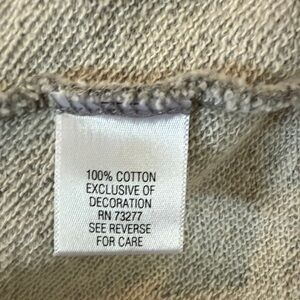 100% COTTON
EXCLUSIVE OF
DECORATION
RN 73277
SEE REVERSE
FOR CARE